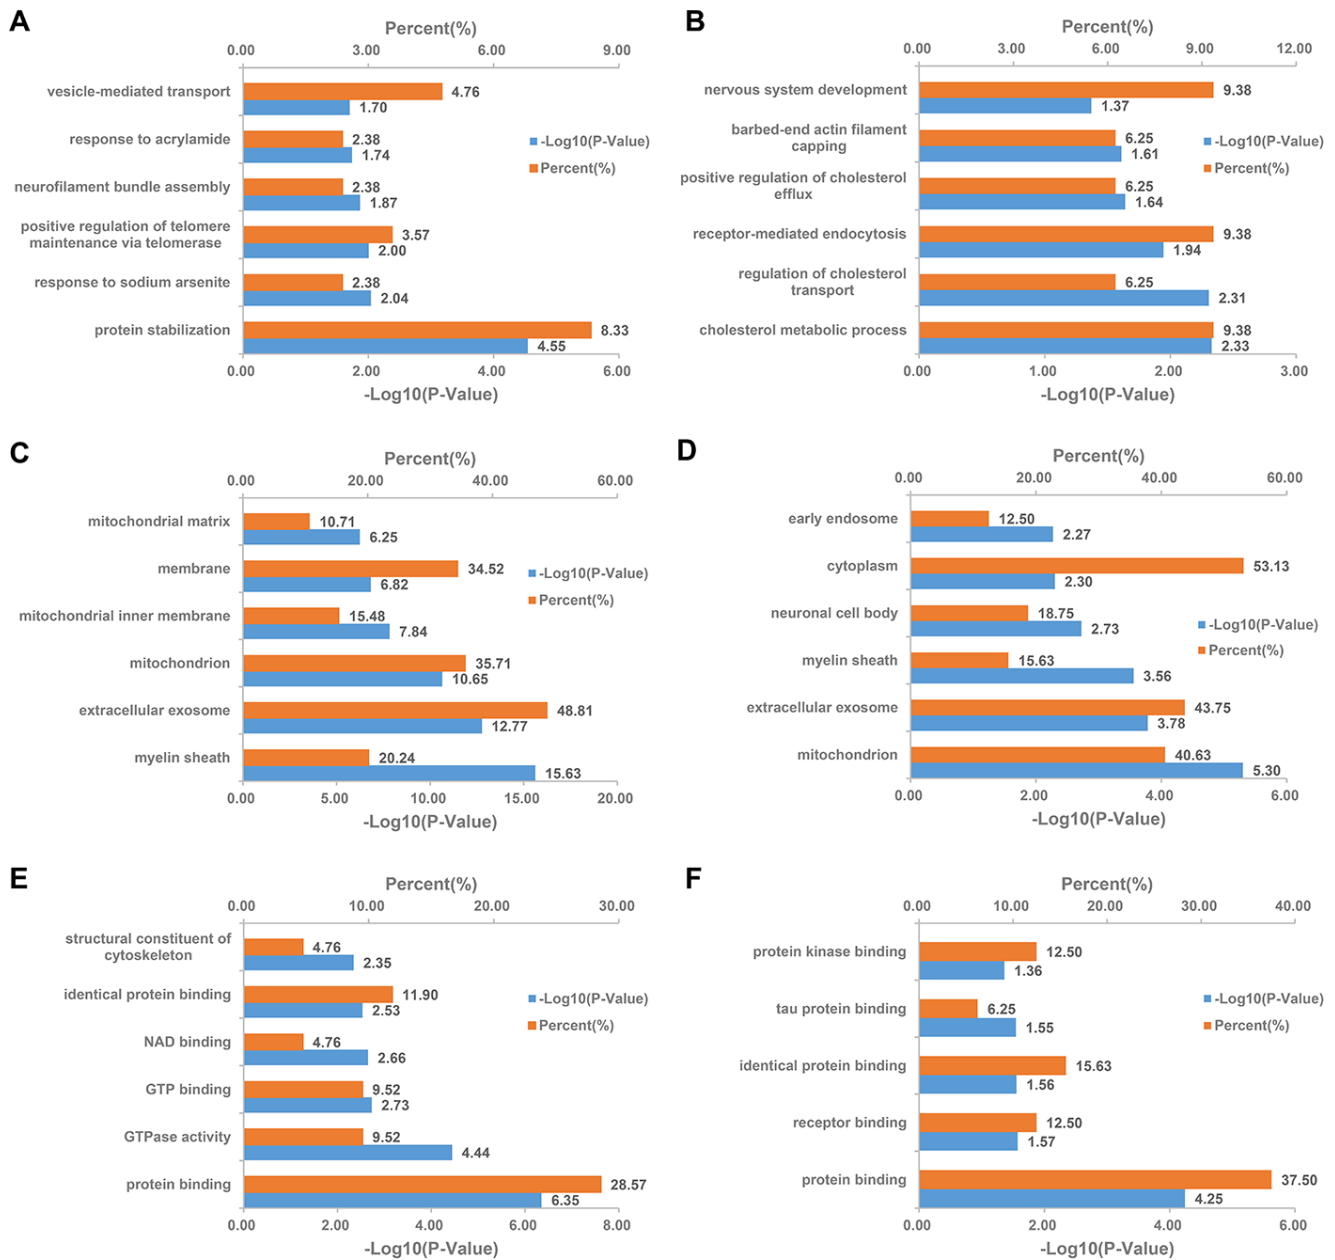 A
Percent(%)
0.00 3.00 6.00 9.00
vesicle-mediated transport 4.76
1.70
response to acrylamide 2.38
1.74
neurofilament bundle assembly 2.38
1.87
positive regulation of telomere
maintenance via telomerase 3.57
2.00
response to sodium arsenite 2.38
2.04
protein stabilization 8.33
4.55
-Log10(P-Value)
Percent(%)
0.00 2.00 4.00 6.00
-Log10(P-Value)
B
Percent(%)
0.00 3.00 6.00 9.00 12.00
nervous system development 9.38
1.37
barbed-end actin filament
capping 6.25
1.61
positive regulation of cholesterol
efflux 6.25
1.64
receptor-mediated endocytosis 9.38
1.94
regulation of cholesterol
transport 6.25
2.31
cholesterol metabolic process 9.38
2.33
-Log10(P-Value)
Percent(%)
0.00 1.00 2.00 3.00
-Log10(P-Value)
C
Percent(%)
0.00 20.00 40.00 60.00
mitochondrial matrix 10.71
6.25
membrane 34.52
6.82
mitochondrial inner membrane 15.48
7.84
mitochondrion 35.71
10.65
extracellular exosome 48.81
12.77
myelin sheath 20.24
15.63
-Log10(P-Value)
Percent(%)
0.00 5.00 10.00 15.00 20.00
-Log10(P-Value)
D
Percent(%)
0.00 20.00 40.00 60.00
early endosome 12.50
2.27
cytoplasm 53.13
2.30
neuronal cell body 18.75
2.73
myelin sheath 15.63
3.56
extracellular exosome 43.75
3.78
mitochondrion 40.63
5.30
-Log10(P-Value)
Percent(%)
0.00 2.00 4.00 6.00
-Log10(P-Value)
E
Percent(%)
0.00 10.00 20.00 30.00
structural constituent of
cytoskeleton 4.76
2.35
identical protein binding 11.90
2.53
NAD binding 4.76
2.66
GTP binding 9.52
2.73
GTPase activity 9.52
4.44
protein binding 28.57
6.35
-Log10(P-Value)
Percent(%)
0.00 2.00 4.00 6.00 8.00
-Log10(P-Value)
F
Percent(%)
0.00 10.00 20.00 30.00 40.00
protein kinase binding 12.50
1.36
tau protein binding 6.25
1.55
identical protein binding 15.63
1.56
receptor binding 12.50
1.57
protein binding 37.50
4.25
-Log10(P-Value)
Percent(%)
0.00 2.00 4.00 6.00
-Log10(P-Value)